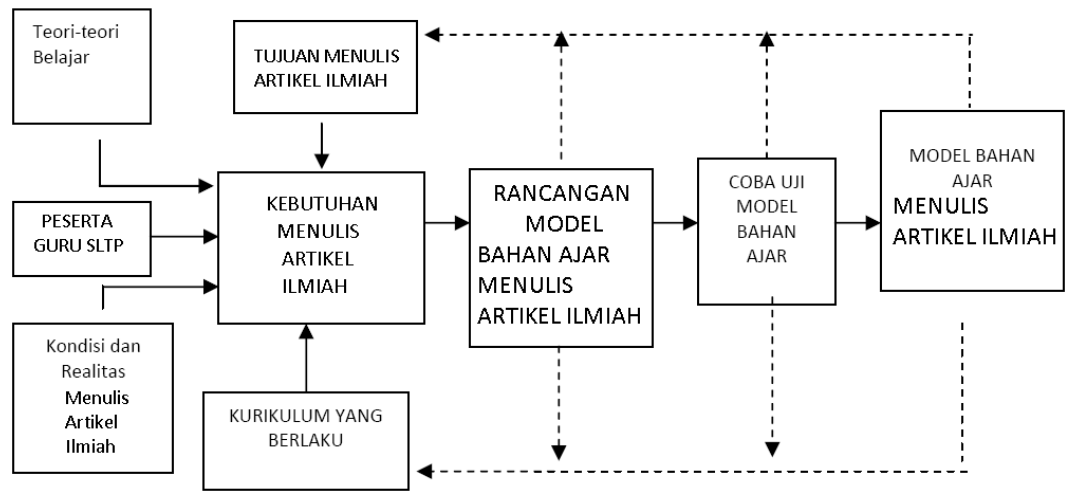 Teori-teori
Belajar
TUJUAN MENULIS
ARTIKEL ILMIAH
PESERTA
GURU SLTP
KEBUTUHAN
MENULIS
ARTIKEL
ILMIAH
RANCANGAN
MODEL
BAHAN AJAR
MENULIS
ARTIKEL ILMIAH
COBA UJI
MODEL
BAHAN
AJAR
MODEL BAHAN
AJAR
MENULIS
ARTIKEL ILMIAH
Kondisi dan
Realitas
Menulis
Artikel
Ilmiah
KURIKULUM YANG
BERLAKU